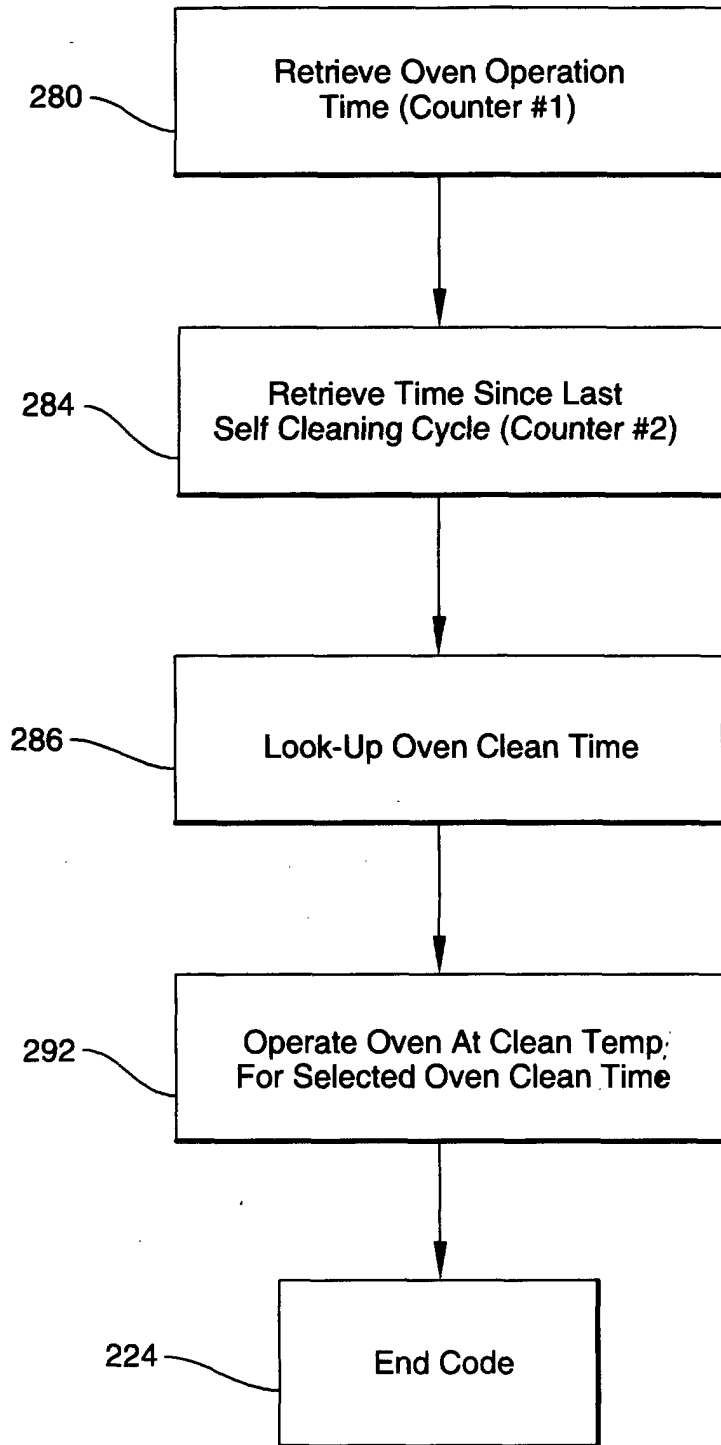 280
Retrieve Oven Operation
Time (Counter #1)
284
Retrieve Time Since Last
Self Cleaning Cycle (Counter #2)
286
Look-Up Oven Clean Time
292
Operate Oven At Clean Temp
For Selected Oven Clean Time
224
End Code